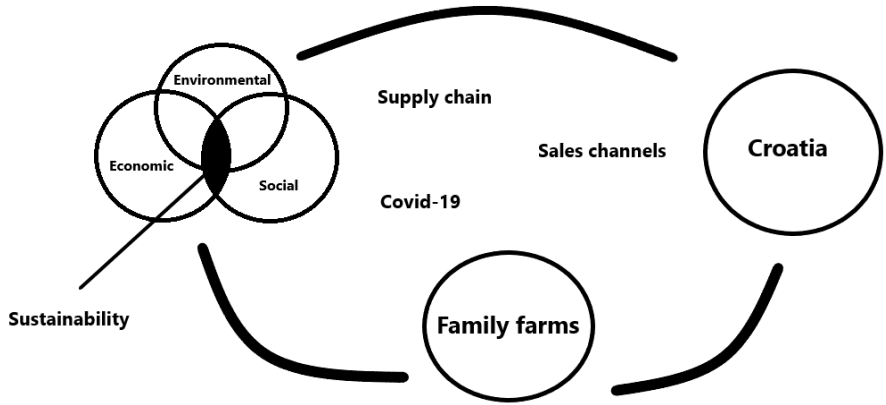 Environmental
Supply chain
Economic
Social
Sales channels
Croatia
Covid-19
Sustainability
Family farms